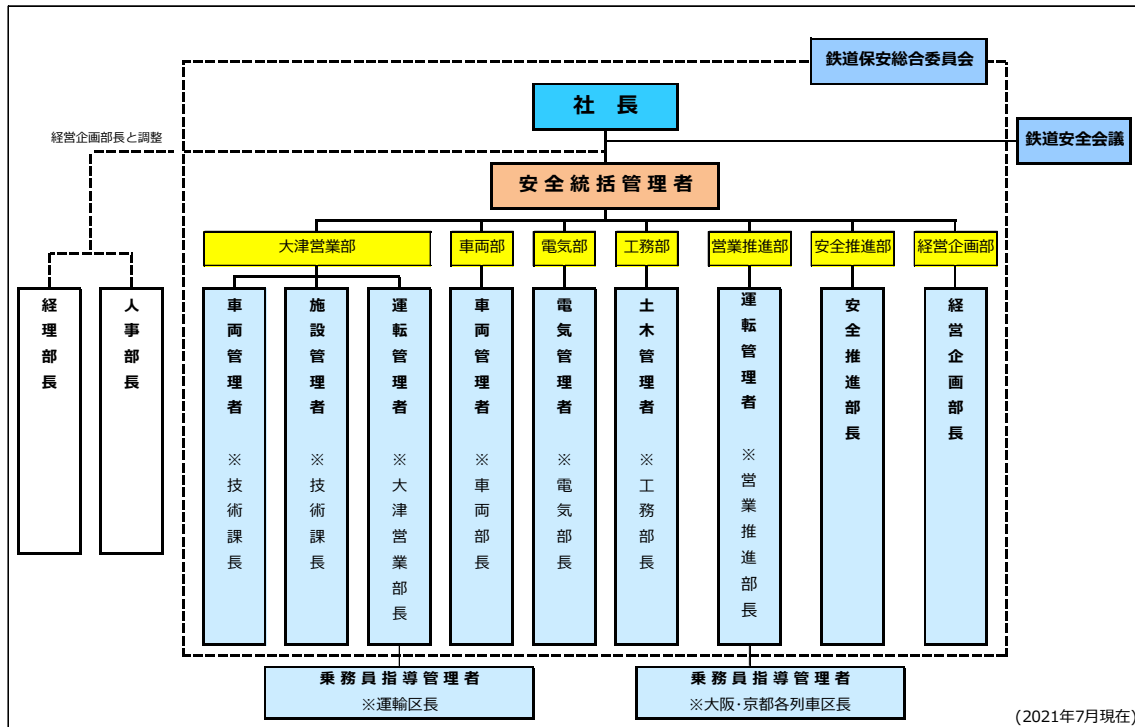 鉄道保安総合委員会
社　長
経営企画部長と調整
鉄道安全会議
安全統括管理者
大津営業部
車両部
電気部
工務部
営業推進部
安全推進部
経営企画部
経理部長
人事部長
車両管理者 ※技術課長
施設管理者 ※技術課長
運転管理者 ※大津営業部長
車両管理者 ※車両部長
電気管理者 ※電気部長
土木管理者 ※工務部長
運転管理者 ※営業推進部長
安全推進部長
経営企画部長
乗務員指導管理者
※運輸区長
乗務員指導管理者
※大阪･京都各列車区長
(2021年7月現在)